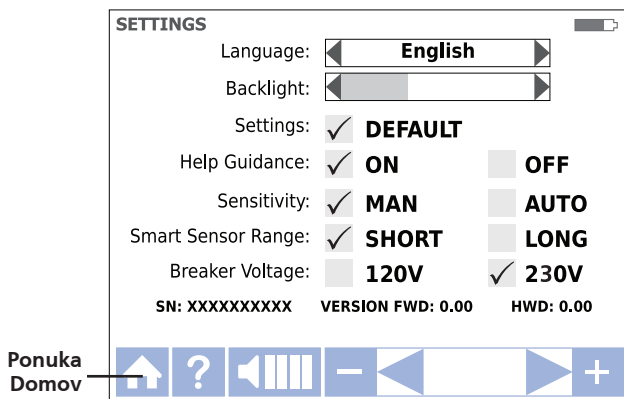 SETTINGS
Language: English
Backlight:
Settings: ✓ DEFAULT
Help Guidance: ✓ ON OFF
Sensitivity: ✓ MAN AUTO
Smart Sensor Range: ✓ SHORT LONG
Breaker Voltage: 120V ✓ 230V
SN: XXXXXXXXXX VERSION FWD: 0.00 HWD: 0.00
Ponuka
Domov
? − +